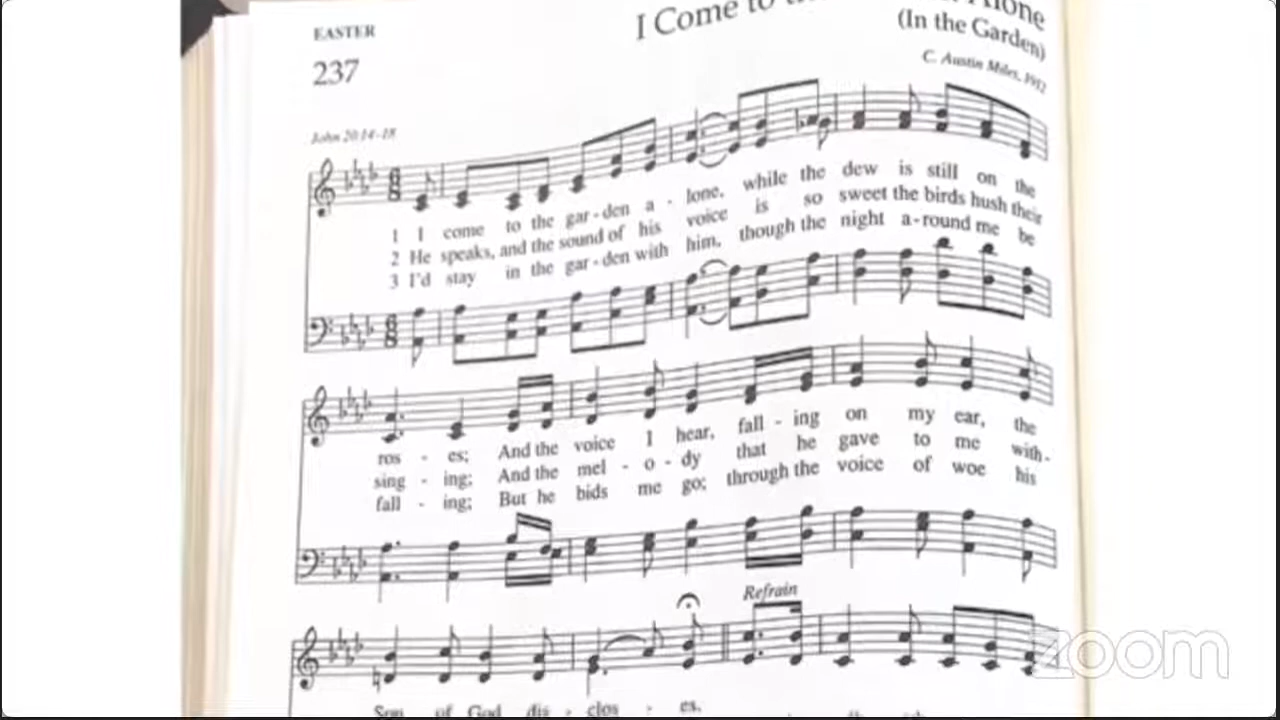 EASTER
I Come to
(In the Garden)
237
C. Austin Miles, 1912
John 20:14-18
1 I come to the gar - den a - lone, while the dew is still on the
2 He speaks, and the sound of his voice is so sweet the birds hush their
3 I'd stay in the gar - den with him, though the night a - round me be
ros - es; And the voice I hear, fall - ing on my ear, the
sing - ing; And the mel - o - dy that he gave to me with-
fall - ing; But he bids me go; through the voice of woe his
Refrain
Son of God dis - clos - es.
zoom